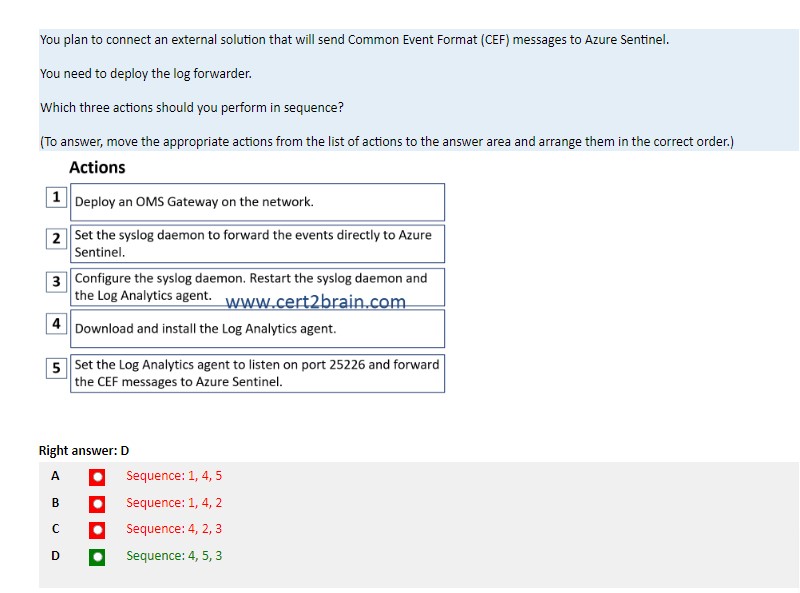 You plan to connect an external solution that will send Common Event Format (CEF) messages to Azure Sentinel.
You need to deploy the log forwarder.
Which three actions should you perform in sequence?
(To answer, move the appropriate actions from the list of actions to the answer area and arrange them in the correct order.)
Actions
1 Deploy an OMS Gateway on the network.
2 Set the syslog daemon to forward the events directly to Azure
Sentinel.
3 Configure the syslog daemon. Restart the syslog daemon and
the Log Analytics agent.
www.cert2brain.com
4 Download and install the Log Analytics agent.
5 Set the Log Analytics agent to listen on port 25226 and forward
the CEF messages to Azure Sentinel.
Right answer: D
A Sequence: 1, 4, 5
B Sequence: 1, 4, 2
C Sequence: 4, 2, 3
D Sequence: 4, 5, 3